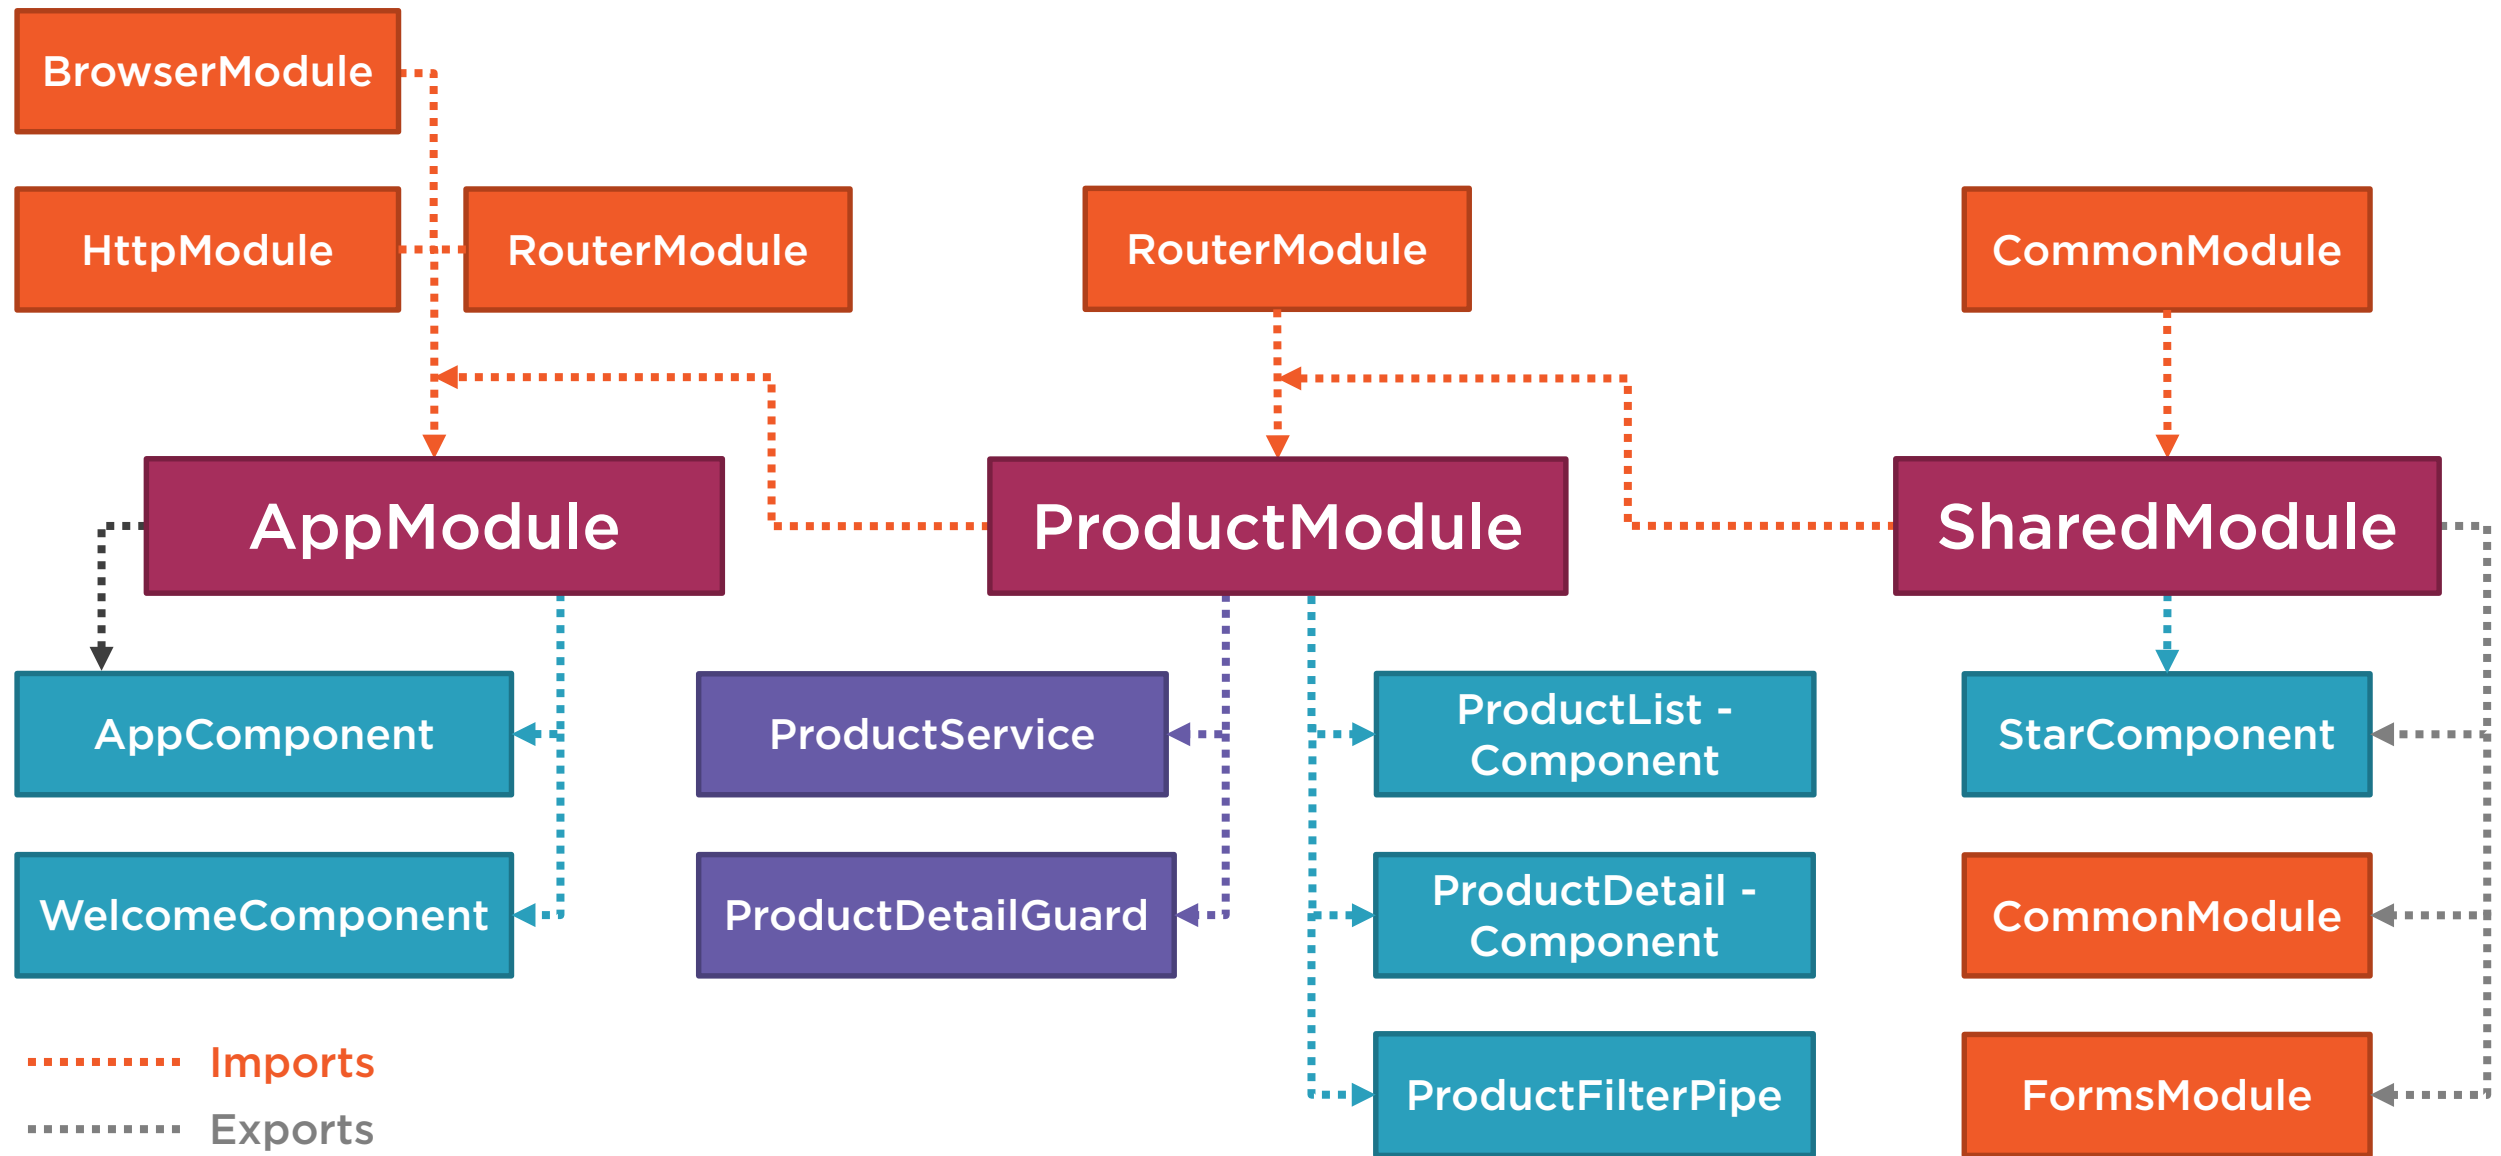 BrowserModule
HttpModule
RouterModule
RouterModule
CommonModule
AppModule
ProductModule
SharedModule
AppComponent
ProductService
ProductList -
Component
StarComponent
WelcomeComponent
ProductDetailGuard
ProductDetail -
Component
CommonModule
Imports
Exports
ProductFilterPipe
FormsModule